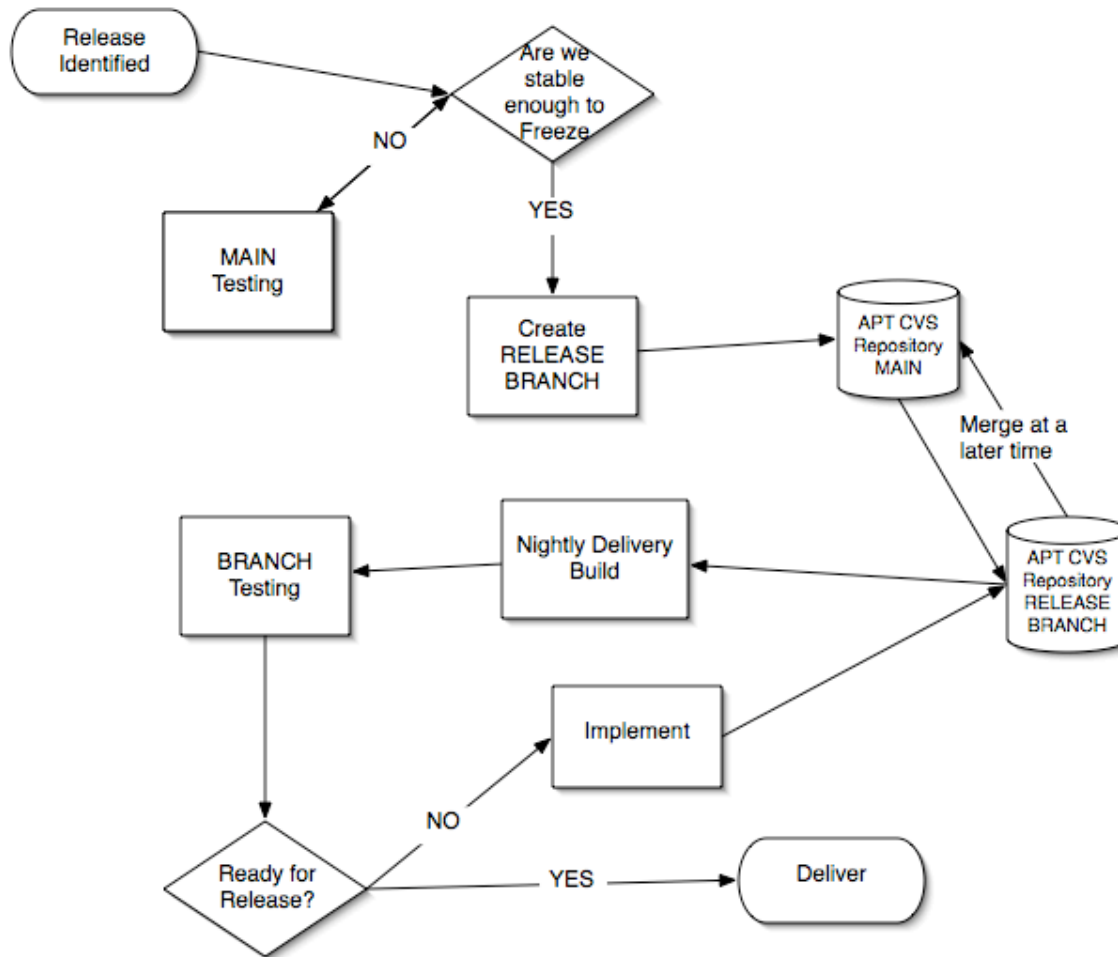 Release
Identified
Are we
stable
enough to
Freeze
NO
YES
MAIN
Testing
Create
RELEASE
BRANCH
APT CVS
Repository
MAIN
Merge at a
later time
BRANCH
Testing
Nightly Delivery
Build
APT CVS
Repository
RELEASE
BRANCH
Implement
NO
Ready for
Release?
YES
Deliver